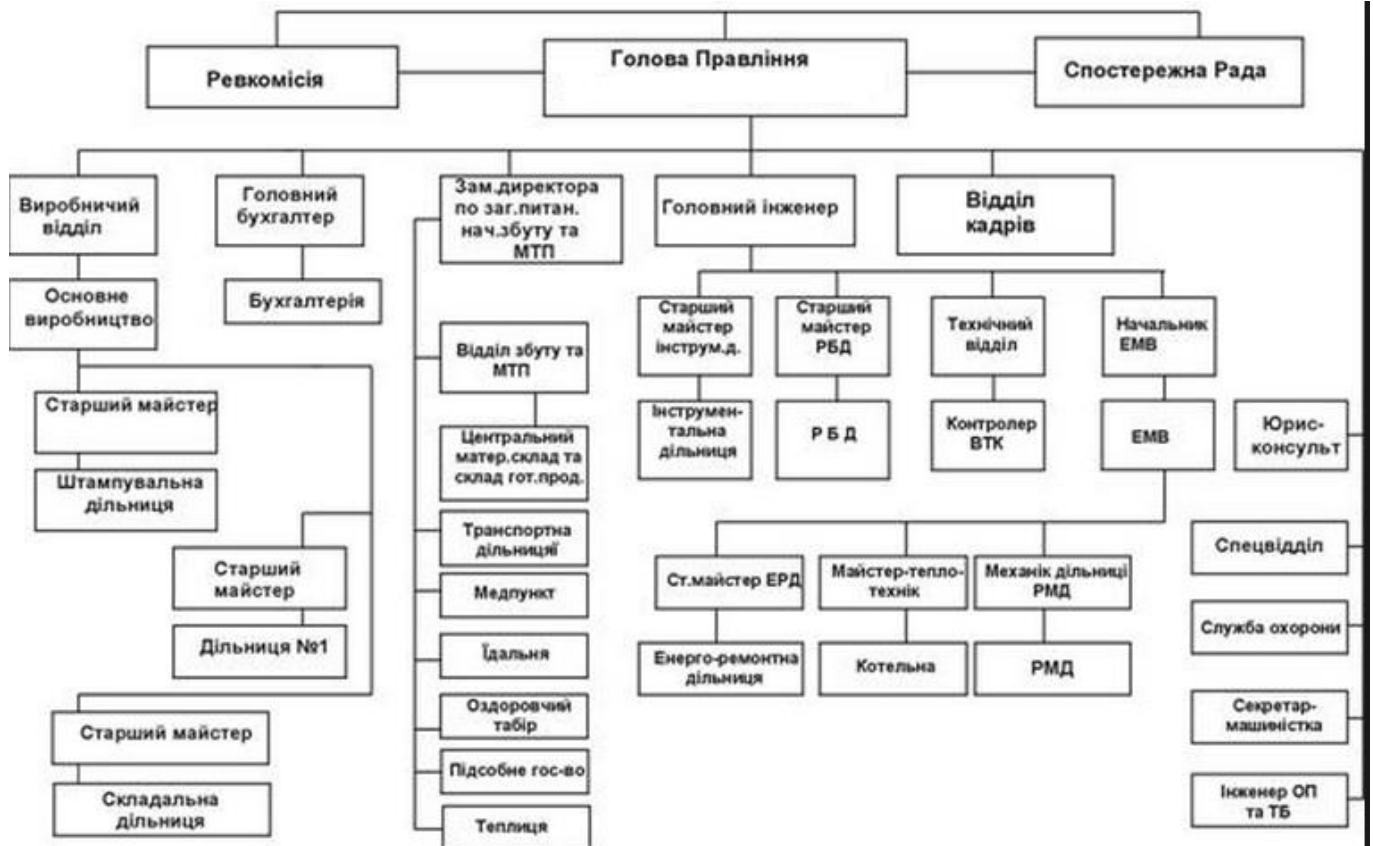 Ревкомісія
Голова Правління
Спостережна Рада
Виробничий
відділ
Головний
бухгалтер
Зам.директора
по заг.питан.
нач.збуту та
МТП
Головний інженер
Відділ
кадрів
Основне
виробництво
Бухгалтерія
Старший
майстер
інструм.д.
Старший
майстер
РБД
Технічний
відділ
Начальник
ЕМВ
Відділ збуту та
МТП
Старший майстер
Інструмен-
тальна
дільниця
Р Б Д
Контролер
ВТК
ЕМВ
Юрис-
консульт
Центральний
матер.склад та
склад гот.прод.
Штампувальна
дільниця
Транспортна
дільницяї
Спецвідділ
Старший
майстер
Ст.майстер ЕРД
Майстер-тепло-
технік
Механік дільниці
РМД
Медпункт
Служба охорони
Дільниця №1
Їдальня
Енерго-ремонтна
дільниця
Котельна
РМД
Оздоровчий
табір
Секретар-
машиністка
Старший майстер
Підсобне гос-во
Складальна
дільниця
Теплиця
Інженер ОП
та ТБ